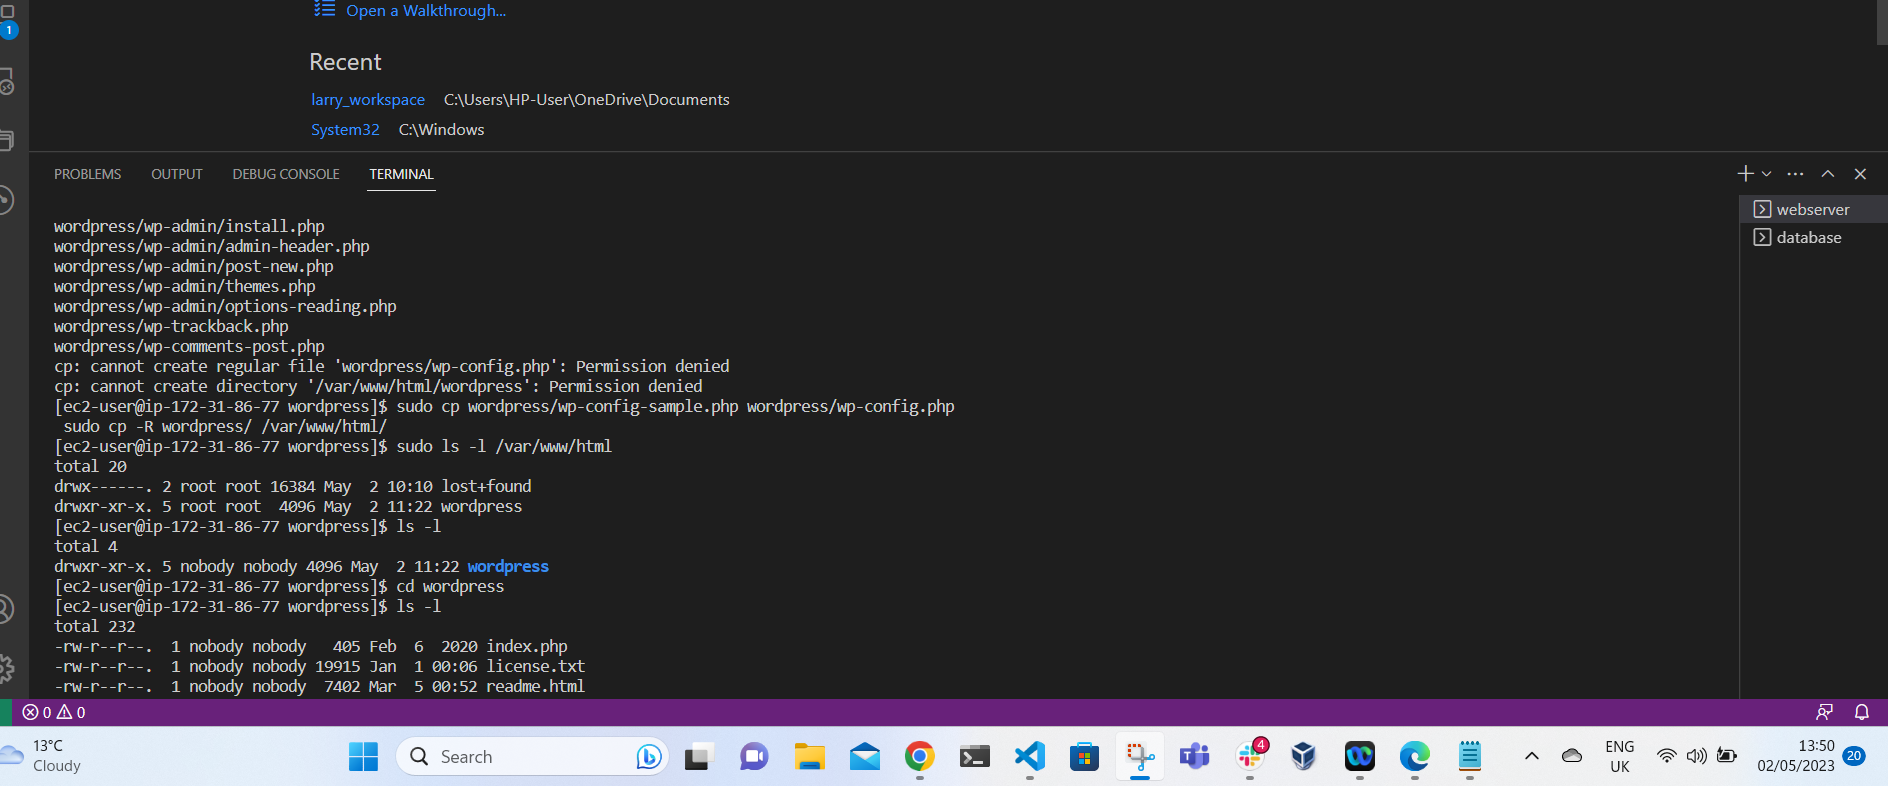 Open a Walkthrough...
1
Recent
larry_workspace C:\Users\HP-User\OneDrive\Documents
System32 C:\Windows
PROBLEMS OUTPUT DEBUG CONSOLE TERMINAL
webserver
database
wordpress/wp-admin/install.php
wordpress/wp-admin/admin-header.php
wordpress/wp-admin/post-new.php
wordpress/wp-admin/themes.php
wordpress/wp-admin/options-reading.php
wordpress/wp-trackback.php
wordpress/wp-comments-post.php
cp: cannot create regular file 'wordpress/wp-config.php': Permission denied
cp: cannot create directory '/var/www/html/wordpress': Permission denied
[ec2-user@ip-172-31-86-77 wordpress]$ sudo cp wordpress/wp-config-sample.php wordpress/wp-config.php
 sudo cp -R wordpress/ /var/www/html/
[ec2-user@ip-172-31-86-77 wordpress]$ sudo ls -l /var/www/html
total 20
drwx------. 2 root root 16384 May  2 10:10 lost+found
drwxr-xr-x. 5 root root  4096 May  2 11:22 wordpress
[ec2-user@ip-172-31-86-77 wordpress]$ ls -l
total 4
drwxr-xr-x. 5 nobody nobody 4096 May  2 11:22 wordpress
[ec2-user@ip-172-31-86-77 wordpress]$ cd wordpress
[ec2-user@ip-172-31-86-77 wordpress]$ ls -l
total 232
-rw-r--r--.  1 nobody nobody   405 Feb  6  2020 index.php
-rw-r--r--.  1 nobody nobody 19915 Jan  1 00:06 license.txt
-rw-r--r--.  1 nobody nobody  7402 Mar  5 00:52 readme.html
0 0
13°C
Cloudy
Search
4
ENG
UK
13:50
02/05/2023
20